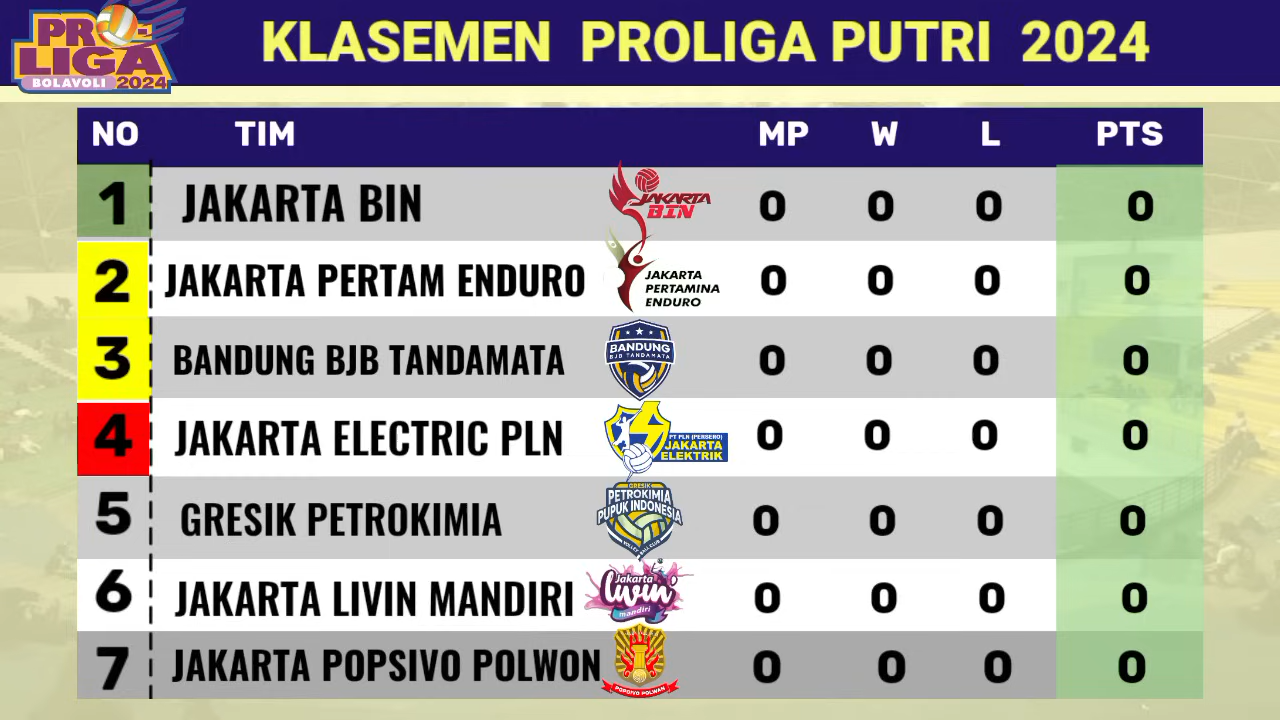 PRO-
LIGA
BOLAVOLI 2024
KLASEMEN PROLIGA PUTRI 2024
NO TIM MP W L PTS
1 JAKARTA BIN JAKARTA BIN 0 0 0 0
2 JAKARTA PERTAM ENDURO JAKARTA PERTAMINA ENDURO 0 0 0 0
3 BANDUNG BJB TANDAMATA BANDUNG BJB TANDAMATA 0 0 0 0
4 JAKARTA ELECTRIC PLN PT PLN (PERSERO) JAKARTA ELEKTRIK 0 0 0 0
5 GRESIK PETROKIMIA GRESIK PETROKIMIA PUPUK INDONESIA VOLLEY BALL CLUB 0 0 0 0
6 JAKARTA LIVIN MANDIRI Jakarta livin' mandiri 0 0 0 0
7 JAKARTA POPSIVO POLWON POPSIVO POLWAN 0 0 0 0